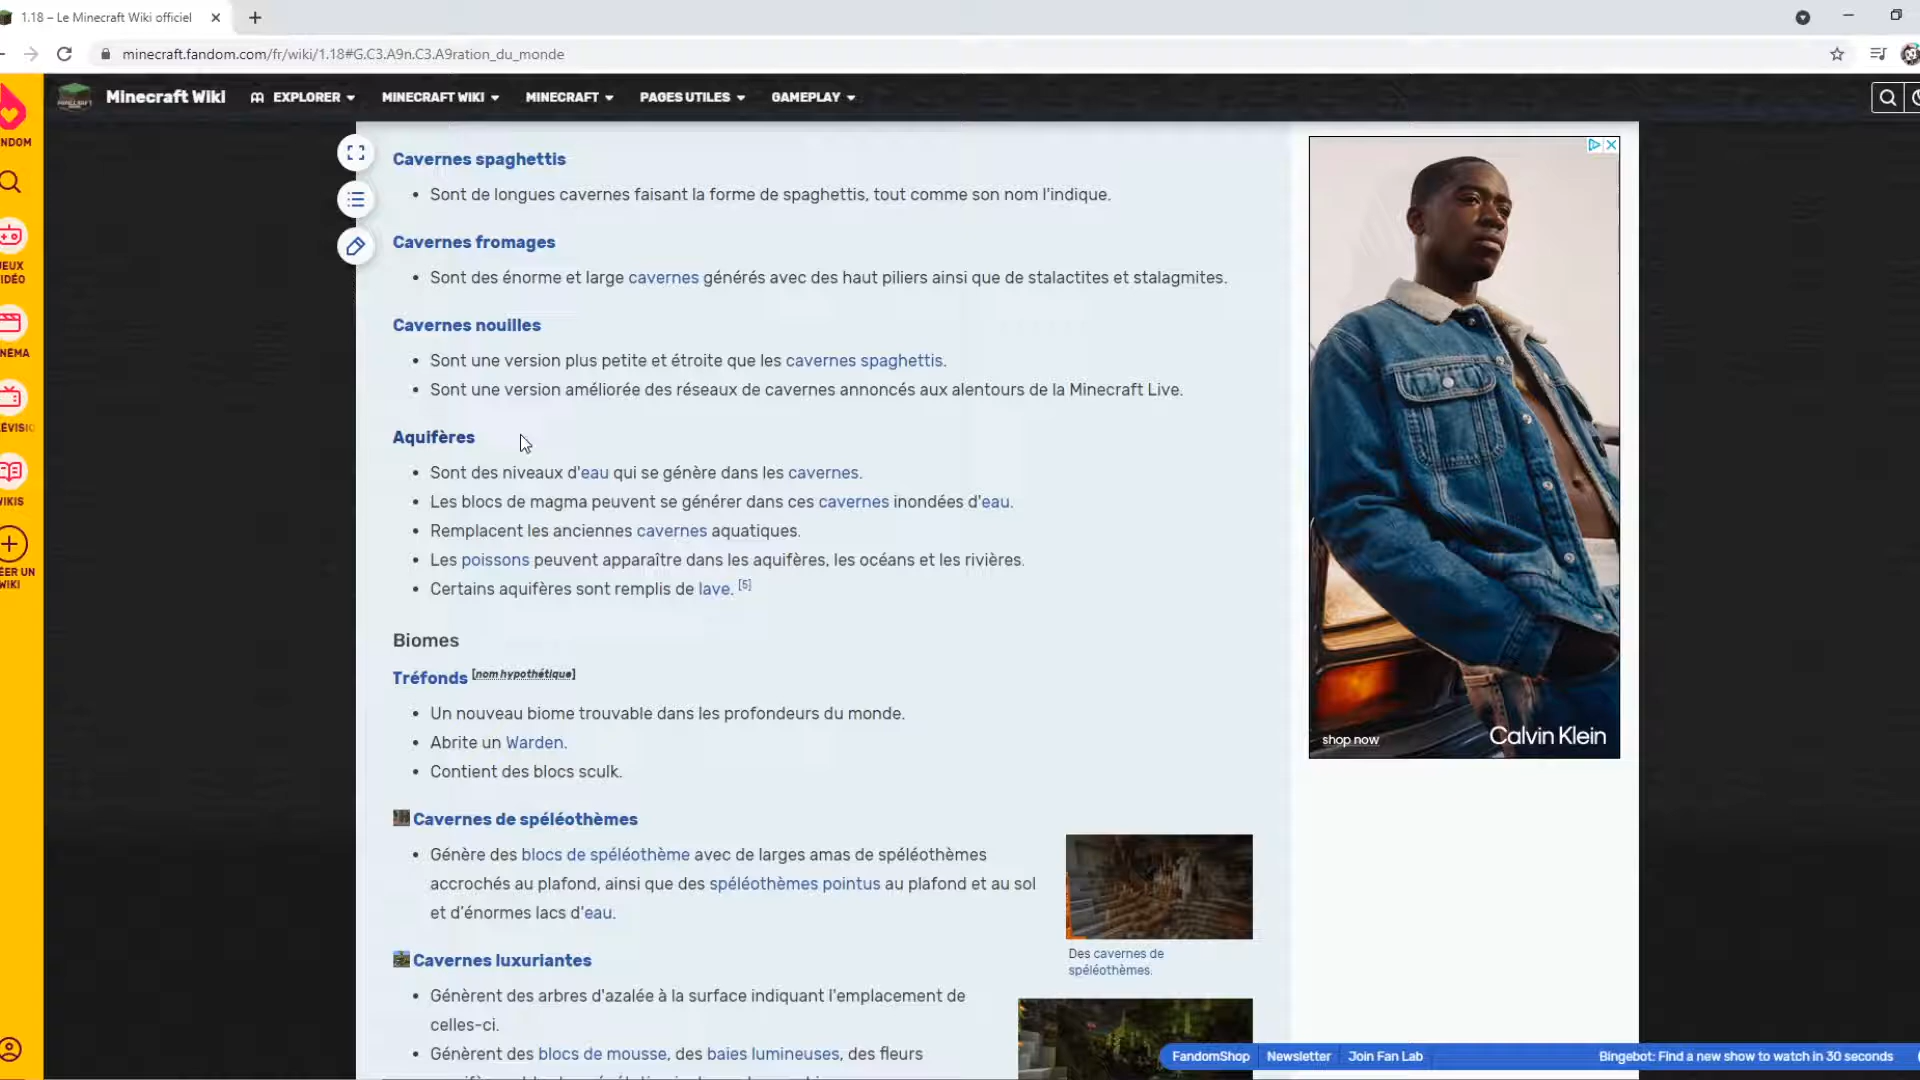 1.18 – Le Minecraft Wiki officiel
minecraft.fandom.com/fr/wiki/1.18#G.C3.A9n.C3.A9ration_du_monde
Minecraft Wiki
EXPLORER
MINECRAFT WIKI
MINECRAFT
PAGES UTILES
GAMEPLAY
NDOM
JEUX
VIDÉO
NÉMA
WIKIS
ÉER UN
WIKI
Cavernes spaghettis
Sont de longues cavernes faisant la forme de spaghettis, tout comme son nom l'indique.
Cavernes fromages
Sont des énorme et large cavernes générés avec des haut piliers ainsi que de stalactites et stalagmites.
Cavernes nouilles
Sont une version plus petite et étroite que les cavernes spaghettis.
Sont une version améliorée des réseaux de cavernes annoncés aux alentours de la Minecraft Live.
Aquifères
Sont des niveaux d'eau qui se génère dans les cavernes.
Les blocs de magma peuvent se générer dans ces cavernes inondées d'eau.
Remplacent les anciennes cavernes aquatiques.
Les poissons peuvent apparaître dans les aquifères, les océans et les rivières.
Certains aquifères sont remplis de lave. [5]
Biomes
Tréfonds [nom hypothétique]
Un nouveau biome trouvable dans les profondeurs du monde.
Abrite un Warden.
Contient des blocs sculk.
Cavernes de spéléothèmes
Génère des blocs de spéléothème avec de larges amas de spéléothèmes
accrochés au plafond, ainsi que des spéléothèmes pointus au plafond et au sol
et d'énormes lacs d'eau.
Des cavernes de
spéléothèmes.
Cavernes luxuriantes
Génèrent des arbres d'azalée à la surface indiquant l'emplacement de
celles-ci.
Génèrent des blocs de mousse, des baies lumineuses, des fleurs
shop now
Calvin Klein
FandomShop
Newsletter
Join Fan Lab
Bingebot: Find a new show to watch in 30 seconds